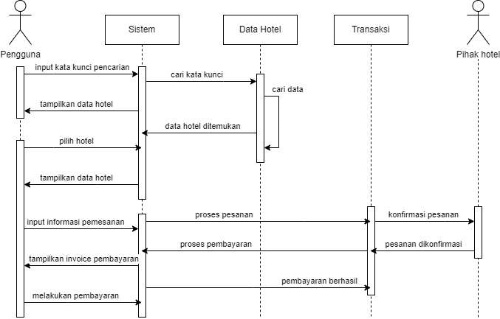 Pengguna
Sistem
Data Hotel
Transaksi
Pihak hotel
input kata kunci pencarian
cari kata kunci
cari data
tampilkan data hotel
data hotel ditemukan
pilih hotel
tampilkan data hotel
input informasi pemesanan
proses pesanan
konfirmasi pesanan
proses pembayaran
pesanan dikonfirmasi
tampilkan invoice pembayaran
pembayaran berhasil
melakukan pembayaran